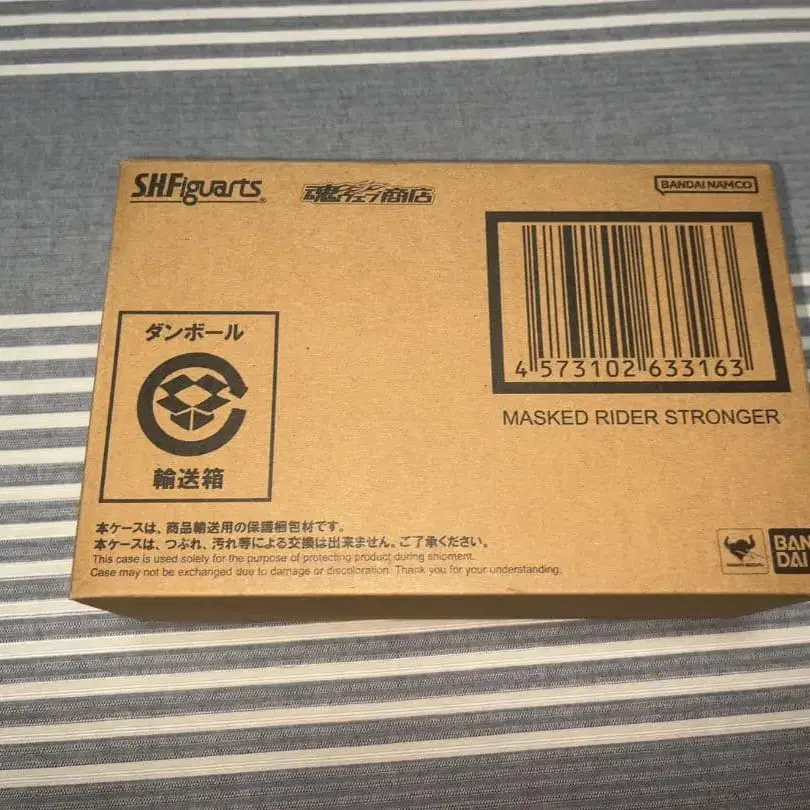 S.H.Figuarts
魂ウェブ商店
BANDAI NAMCO
4 573102 633163
MASKED RIDER STRONGER
ダンボール
輸送箱
本ケースは、商品輸送用の保護梱包材です。
本ケースは、つぶれ、汚れ等による交換は出来ません。ご了承ください。
This case is used solely for the purpose of protecting product during shipment.
Case may not be exchanged due to damage or discoloration. Thank you for your understanding.
BAN
DAI